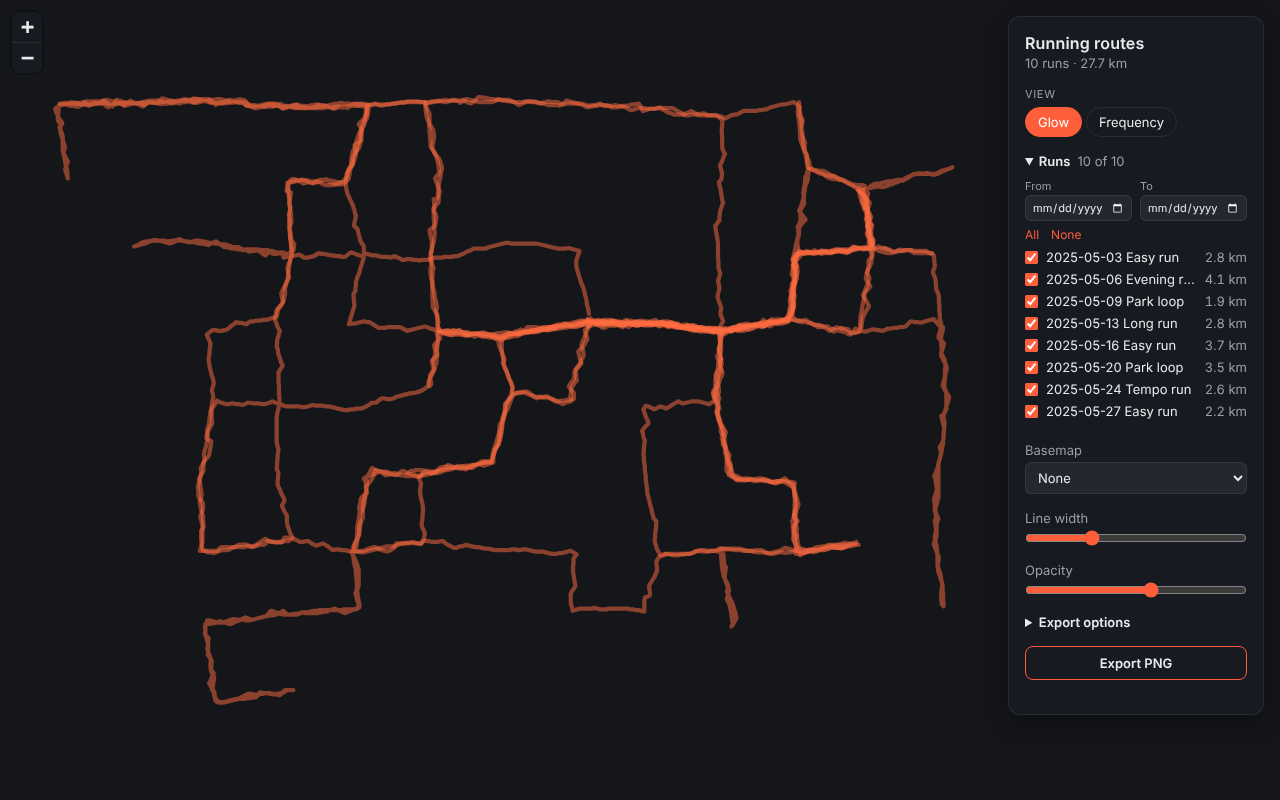 +
−
Running routes
10 runs · 27.7 km
VIEW
Glow Frequency
▼ Runs 10 of 10
From To
mm/dd/yyyy mm/dd/yyyy
All None
2025-05-03 Easy run 2.8 km
2025-05-06 Evening r... 4.1 km
2025-05-09 Park loop 1.9 km
2025-05-13 Long run 2.8 km
2025-05-16 Easy run 3.7 km
2025-05-20 Park loop 3.5 km
2025-05-24 Tempo run 2.6 km
2025-05-27 Easy run 2.2 km
Basemap
None
Line width
Opacity
▶ Export options
Export PNG